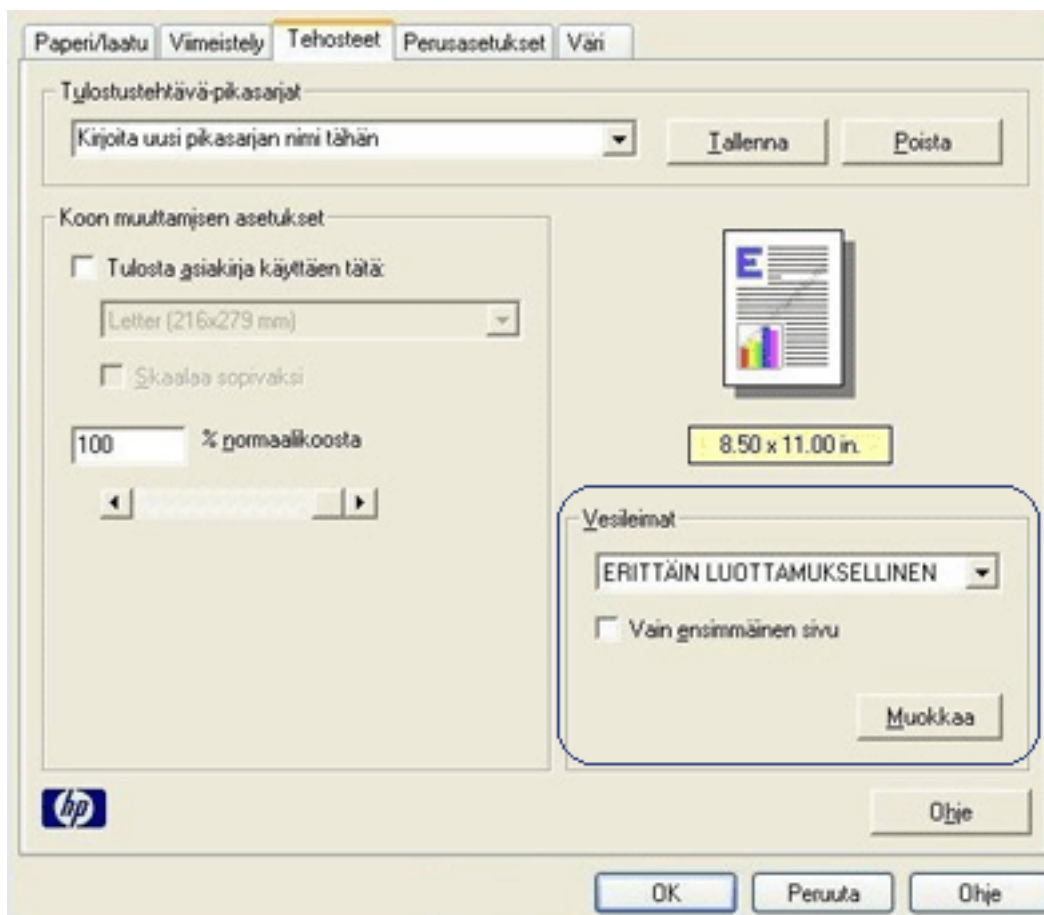 Paperi/laatu Viimeistely Tehosteet Perusasetukset Väri
Tulostustehtävä-pikasarjat
Kirjoita uusi pikasarjan nimi tähän Tallenna Poista
Koon muuttamisen asetukset
Tulosta asiakirja käyttäen tätä:
Letter (216x279 mm)
Skaalaa sopivaksi
100 % normaalikoosta
E
8.50 x 11.00 in.
Vesileimat
ERITTÄIN LUOTTAMUKSELLINEN
Vain ensimmäinen sivu
Muokkaa
hp
Ohje
OK Peruuta Ohje